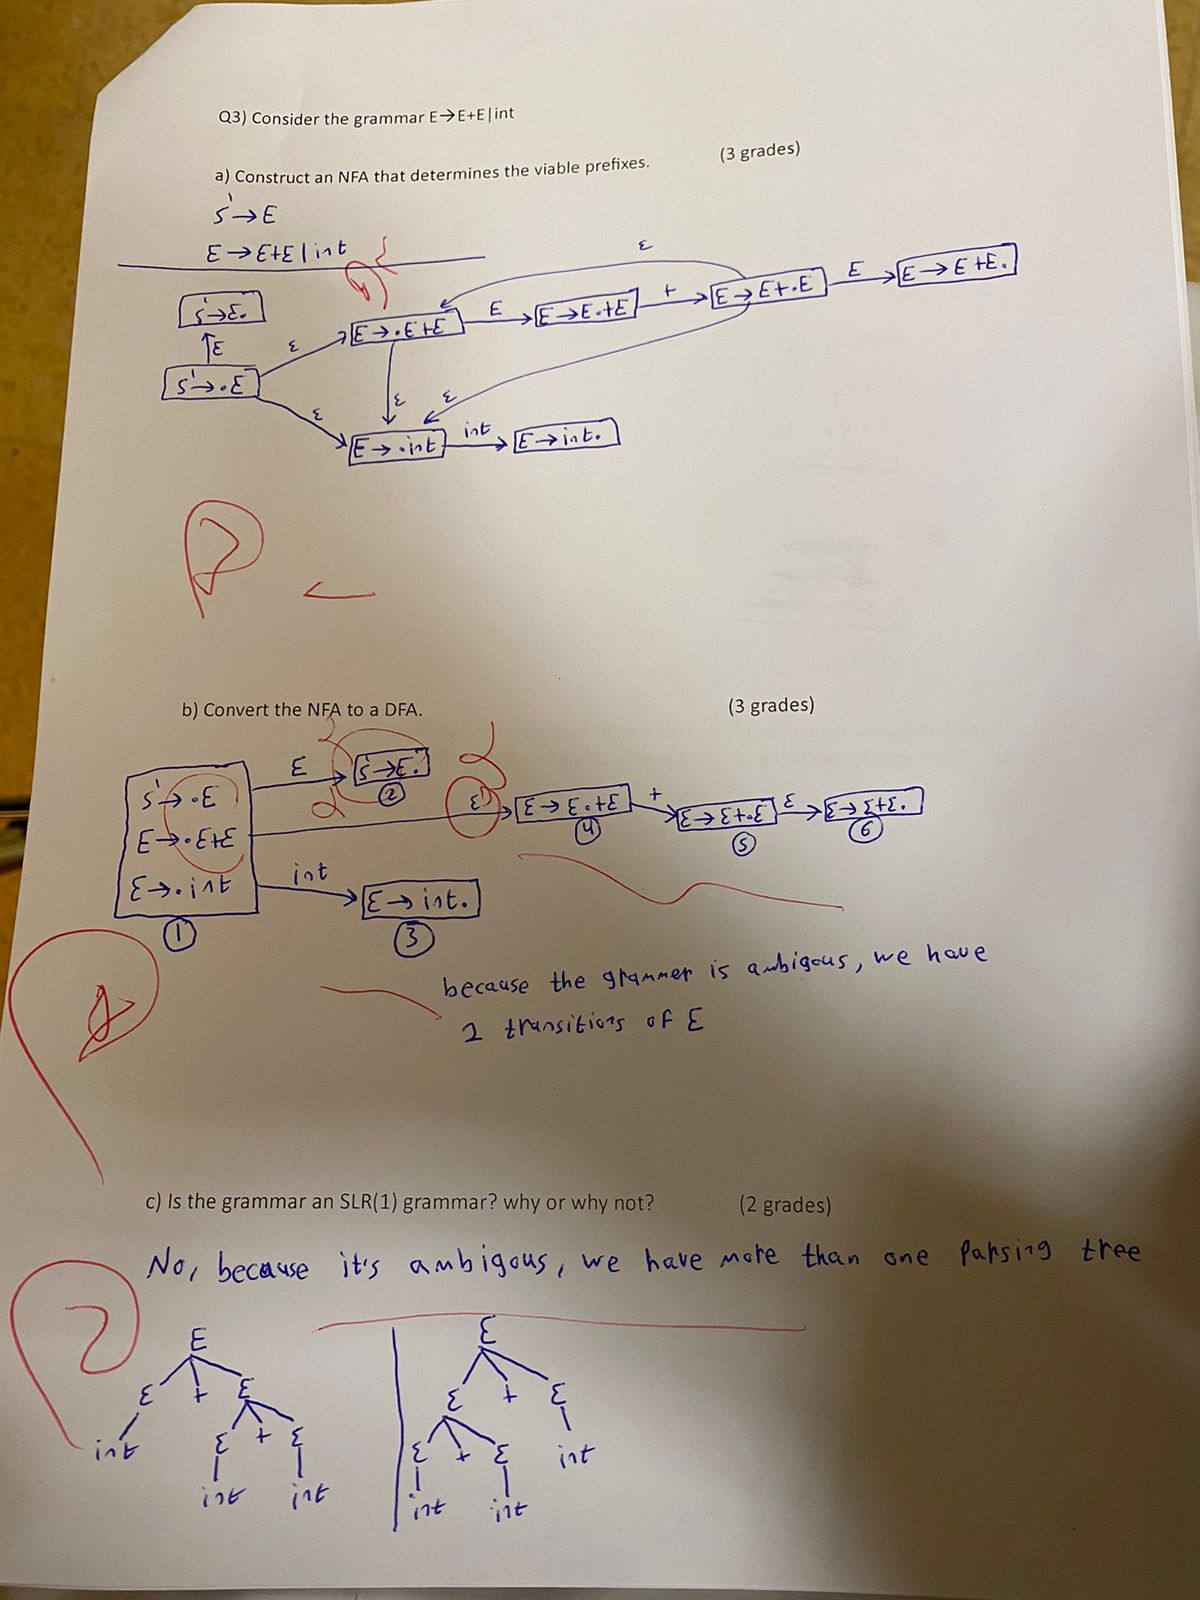 Q3) Consider the grammar E→E+E|int
a) Construct an NFA that determines the viable prefixes. (3 grades)
S'→E
E→E+E|int
S'→E.
E
S'→.E
ε
ε
E→.E+E
E
E→E.+E
+
E→E+.E
E
E→E+E.
ε
ε
ε
E→.int
int
E→int.
b) Convert the NFA to a DFA. (3 grades)
S'→.E
E→.E+E
E→.int
1
E
S'→E.
2
E
E→E.+E
4
+
E→E+.E
5
E
E→E+E.
6
int
E→int.
3
because the grammer is ambigous, we have
2 transitions of E
c) Is the grammar an SLR(1) grammar? why or why not? (2 grades)
No, because it's ambigous, we have more than one parsing tree
2
E E
E + E E + E
int E + E E + E int
int int int int